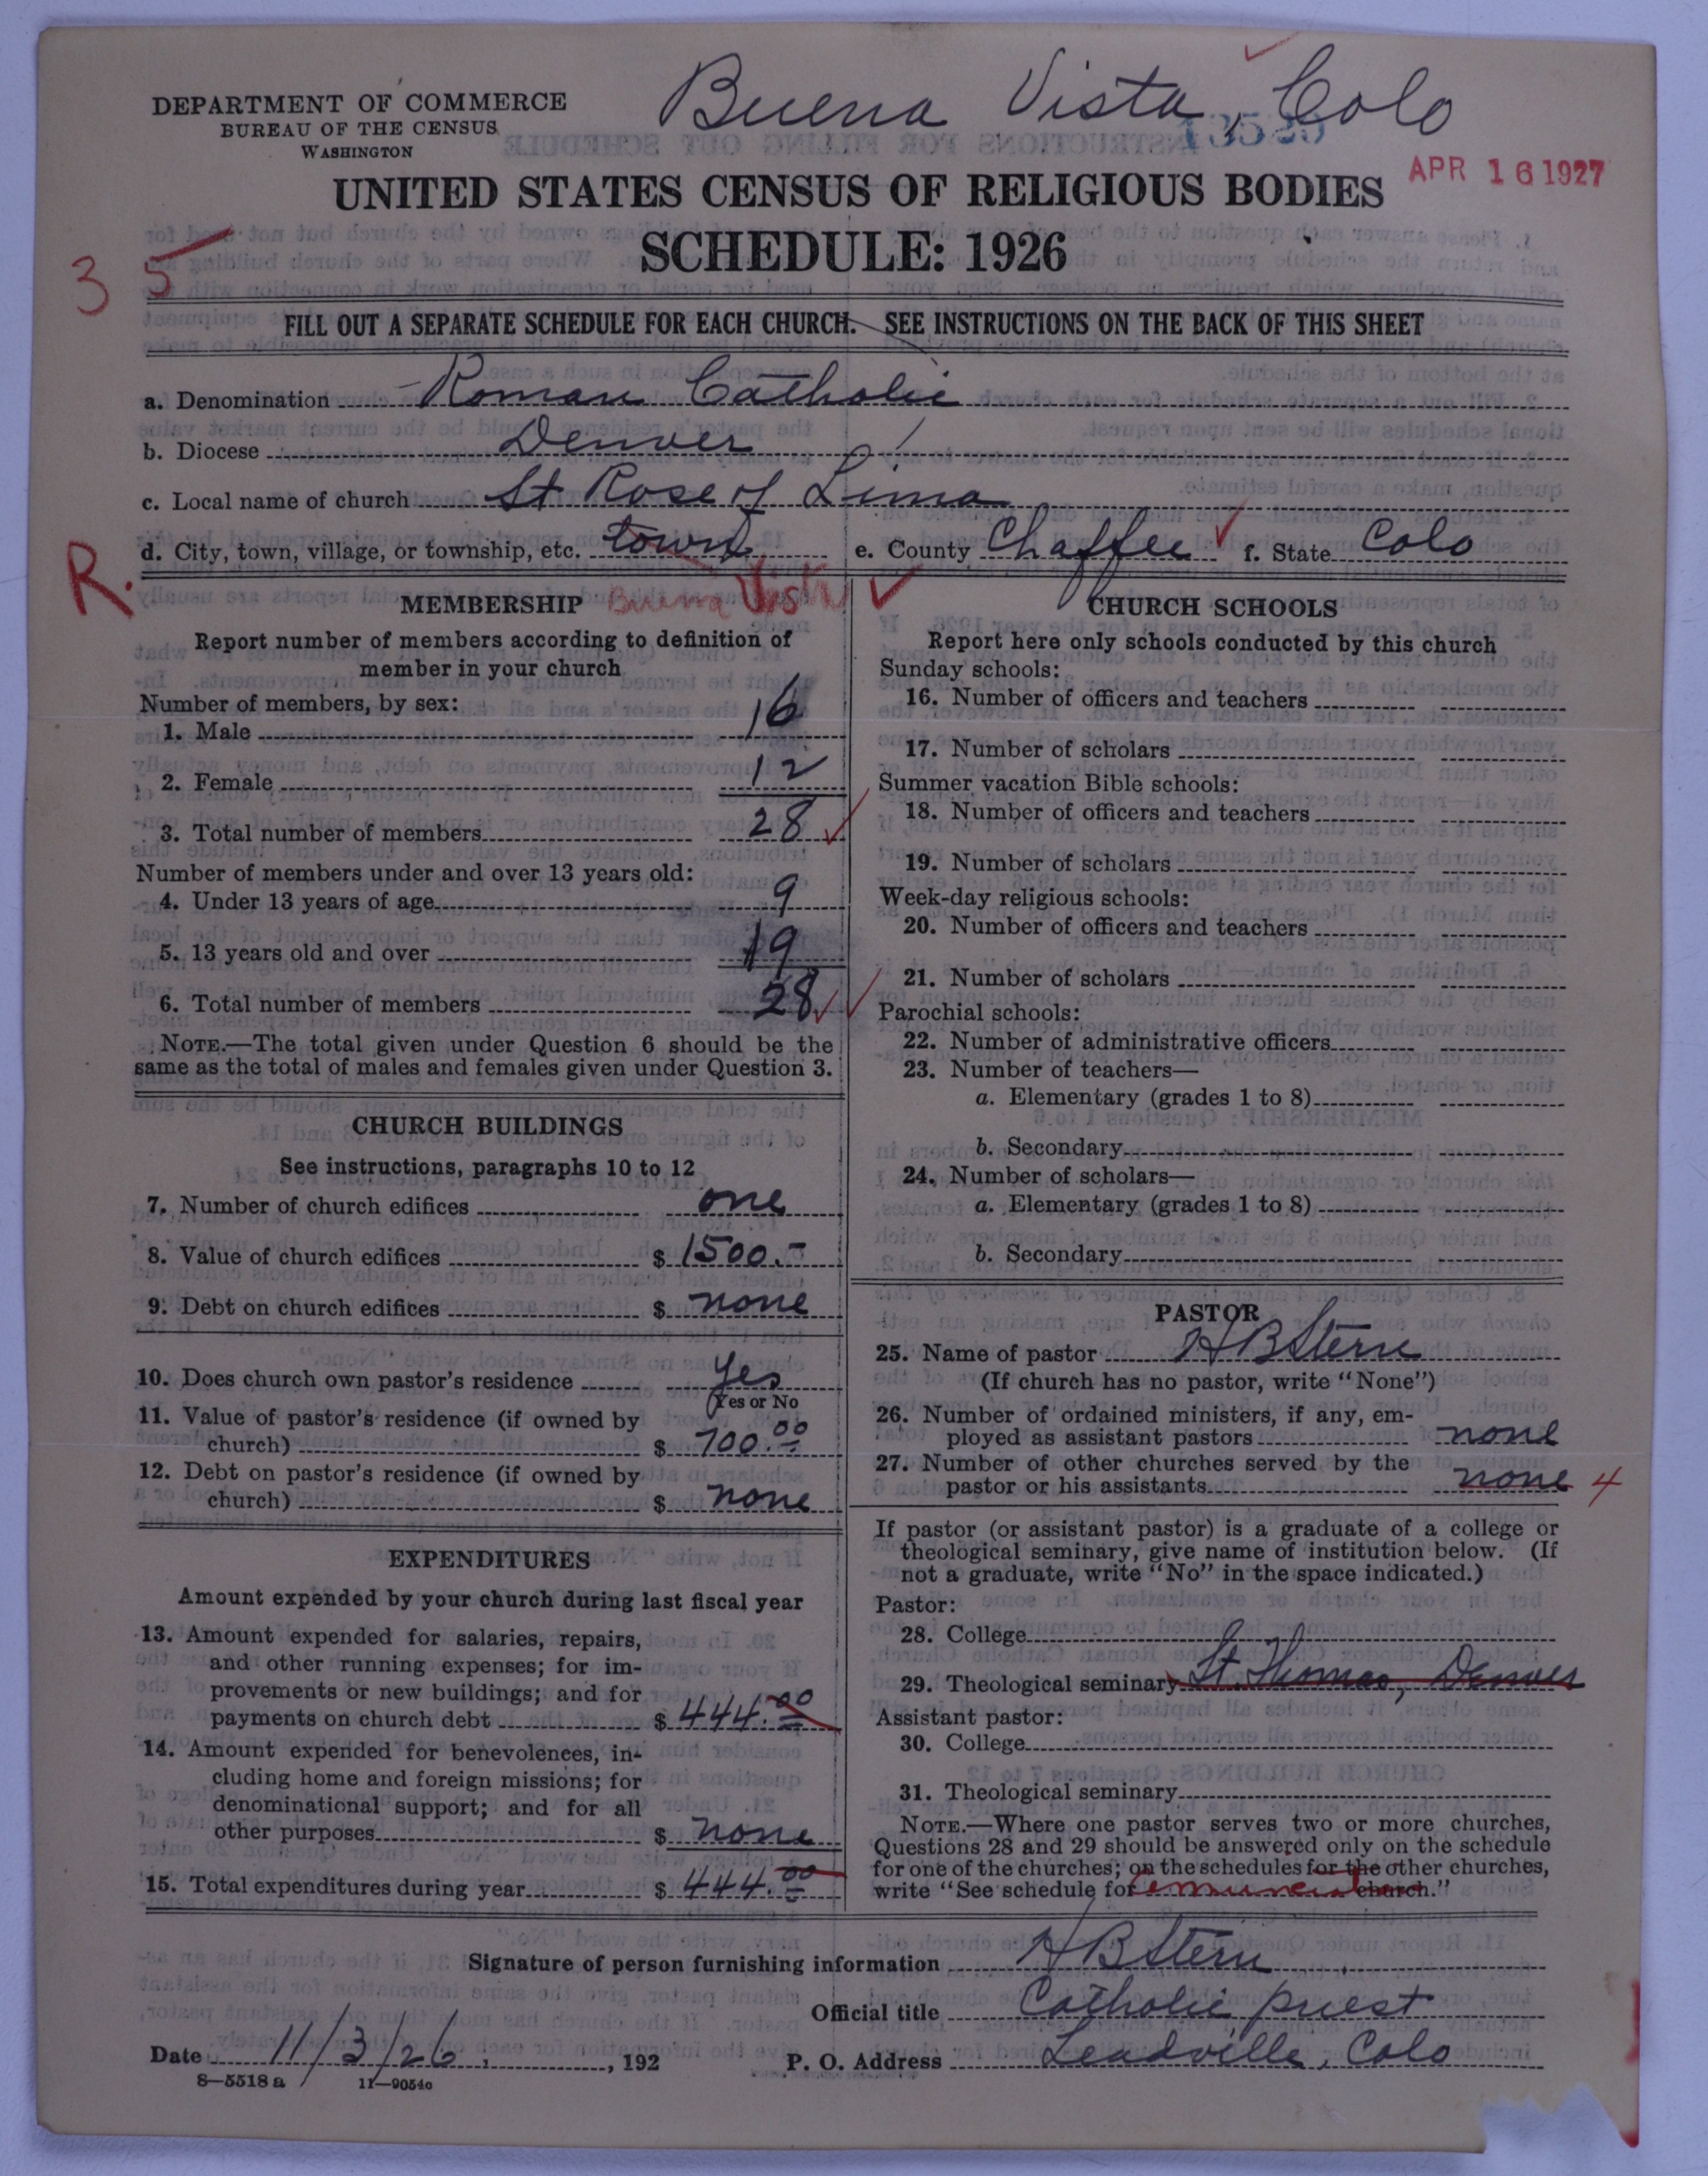 Buena Vista, Colo
DEPARTMENT OF COMMERCE
BUREAU OF THE CENSUS
WASHINGTON
APR 16 1927
UNITED STATES CENSUS OF RELIGIOUS BODIES
SCHEDULE: 1926
35
FILL OUT A SEPARATE SCHEDULE FOR EACH CHURCH. SEE INSTRUCTIONS ON THE BACK OF THIS SHEET
a. Denomination Roman Catholic
b. Diocese Denver
c. Local name of church St Rose of Lima
d. City, town, village, or township, etc. town e. County Chaffee f. State Colo
R.
MEMBERSHIP Buena Vista
Report number of members according to definition of
member in your church
Number of members, by sex:
1. Male 16
2. Female 12
3. Total number of members 28
Number of members under and over 13 years old:
4. Under 13 years of age 9
5. 13 years old and over 19
6. Total number of members 28
NOTE.—The total given under Question 6 should be the
same as the total of males and females given under Question 3.
CHURCH BUILDINGS
See instructions, paragraphs 10 to 12
7. Number of church edifices one
8. Value of church edifices $ 1500.-
9. Debt on church edifices $ none
10. Does church own pastor's residence Yes
(Yes or No
11. Value of pastor's residence (if owned by
church) $ 700.00
12. Debt on pastor's residence (if owned by
church) $ none
EXPENDITURES
Amount expended by your church during last fiscal year
13. Amount expended for salaries, repairs,
and other running expenses; for im-
provements or new buildings; and for
payments on church debt $ 444.00
14. Amount expended for benevolences, in-
cluding home and foreign missions; for
denominational support; and for all
other purposes $ none
15. Total expenditures during year $ 444.00
CHURCH SCHOOLS
Report here only schools conducted by this church
Sunday schools:
16. Number of officers and teachers
17. Number of scholars
Summer vacation Bible schools:
18. Number of officers and teachers
19. Number of scholars
Week-day religious schools:
20. Number of officers and teachers
21. Number of scholars
Parochial schools:
22. Number of administrative officers
23. Number of teachers—
a. Elementary (grades 1 to 8)
b. Secondary
24. Number of scholars—
a. Elementary (grades 1 to 8)
b. Secondary
PASTOR
25. Name of pastor H B Stern
(If church has no pastor, write "None")
26. Number of ordained ministers, if any, em-
ployed as assistant pastors none
27. Number of other churches served by the
pastor or his assistants none 4
If pastor (or assistant pastor) is a graduate of a college or
theological seminary, give name of institution below. (If
not a graduate, write "No" in the space indicated.)
Pastor:
28. College
29. Theological seminary St. Thomas, Denver
Assistant pastor:
30. College
31. Theological seminary
NOTE.—Where one pastor serves two or more churches,
Questions 28 and 29 should be answered only on the schedule
for one of the churches; on the schedules for the other churches,
write "See schedule for church."
Signature of person furnishing information H B Stern
Official title Catholic priest
Date 11/3/26, 192 P. O. Address Leadville, Colo
8—5518a 11—9054o